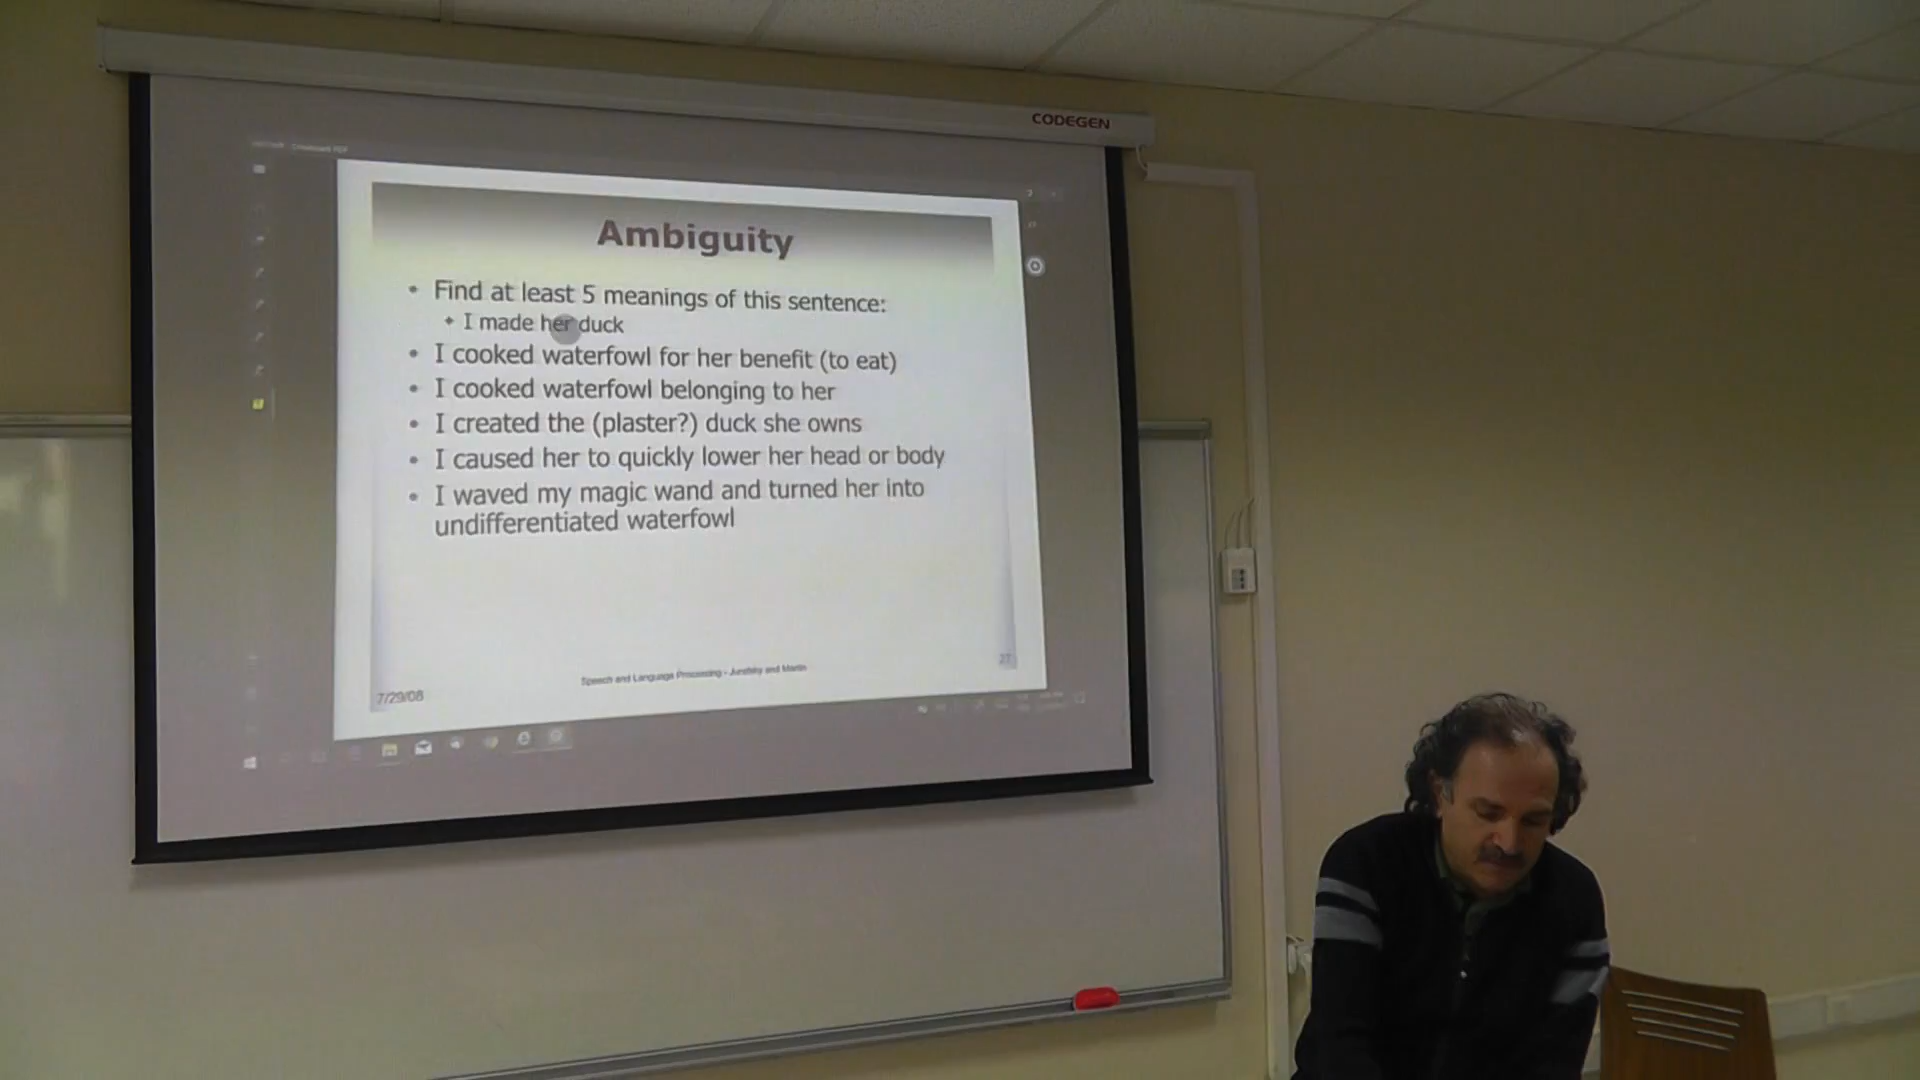 CODEGEN
Ambiguity
• Find at least 5 meanings of this sentence:
• I made her duck
• I cooked waterfowl for her benefit (to eat)
• I cooked waterfowl belonging to her
• I created the (plaster?) duck she owns
• I caused her to quickly lower her head or body
• I waved my magic wand and turned her into
undifferentiated waterfowl
7/29/08
Speech and Language Processing - Jurafsky and Martin
27